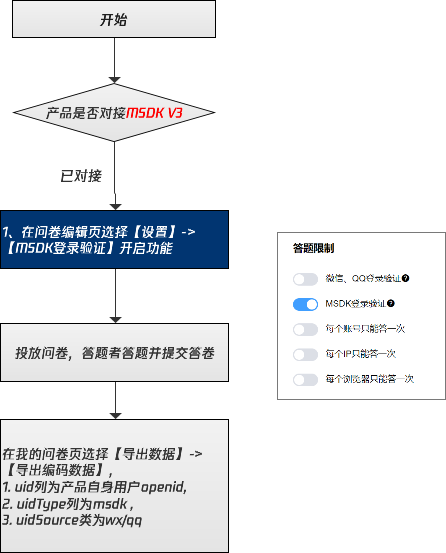 开始
产品是否对接MSDK V3
已对接
1、在问卷编辑页选择【设置】->
【MSDK登录验证】开启功能
投放问卷，答题者答题并提交答卷
在我的问卷页选择【导出数据】->
【导出编码数据】，
1. uid列为产品自身用户openid,
2. uidType列为msdk ,
3. uidSource类为wx/qq
答题限制
微信、QQ登录验证?
MSDK登录验证?
每个账号只能答一次
每个IP只能答一次
每个浏览器只能答一次